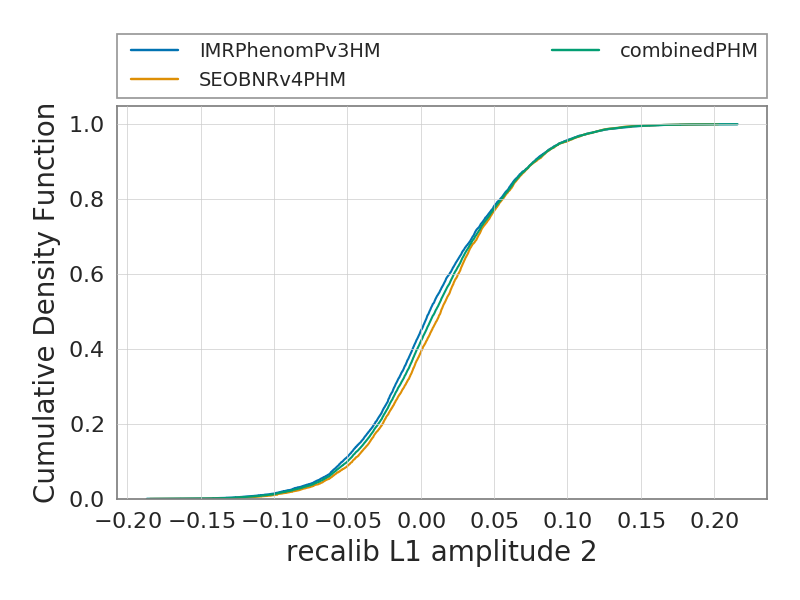 IMRPhenomPv3HM
SEOBNRv4PHM
combinedPHM
Cumulative Density Function
1.0
0.8
0.6
0.4
0.2
0.0
−0.20 −0.15 −0.10 −0.05 0.00 0.05 0.10 0.15 0.20
recalib L1 amplitude 2